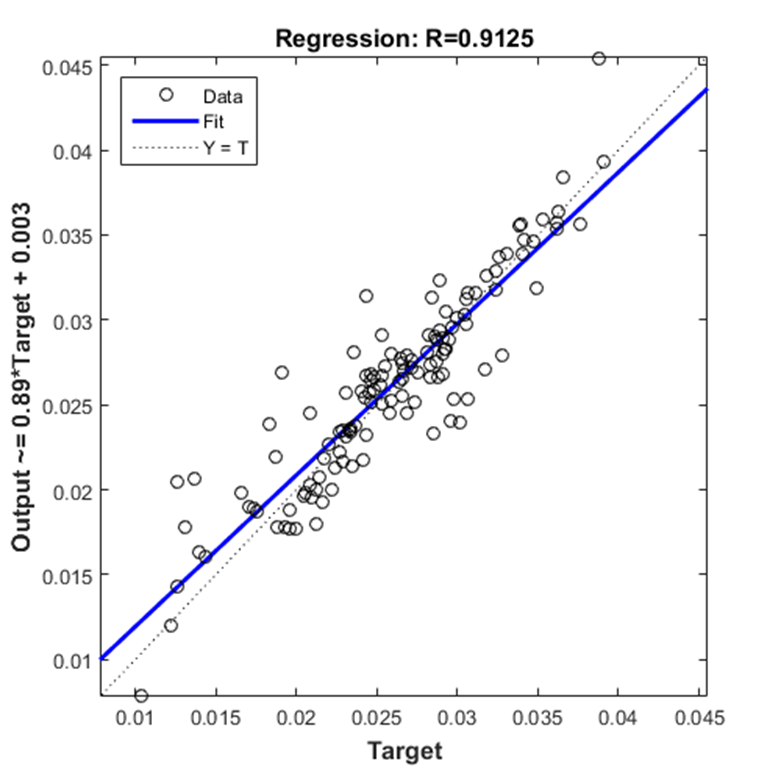 Regression: R=0.9125
Data
Fit
Y = T
Output ~= 0.89*Target + 0.003
0.045
0.04
0.035
0.03
0.025
0.02
0.015
0.01
0.01 0.015 0.02 0.025 0.03 0.035 0.04 0.045
Target